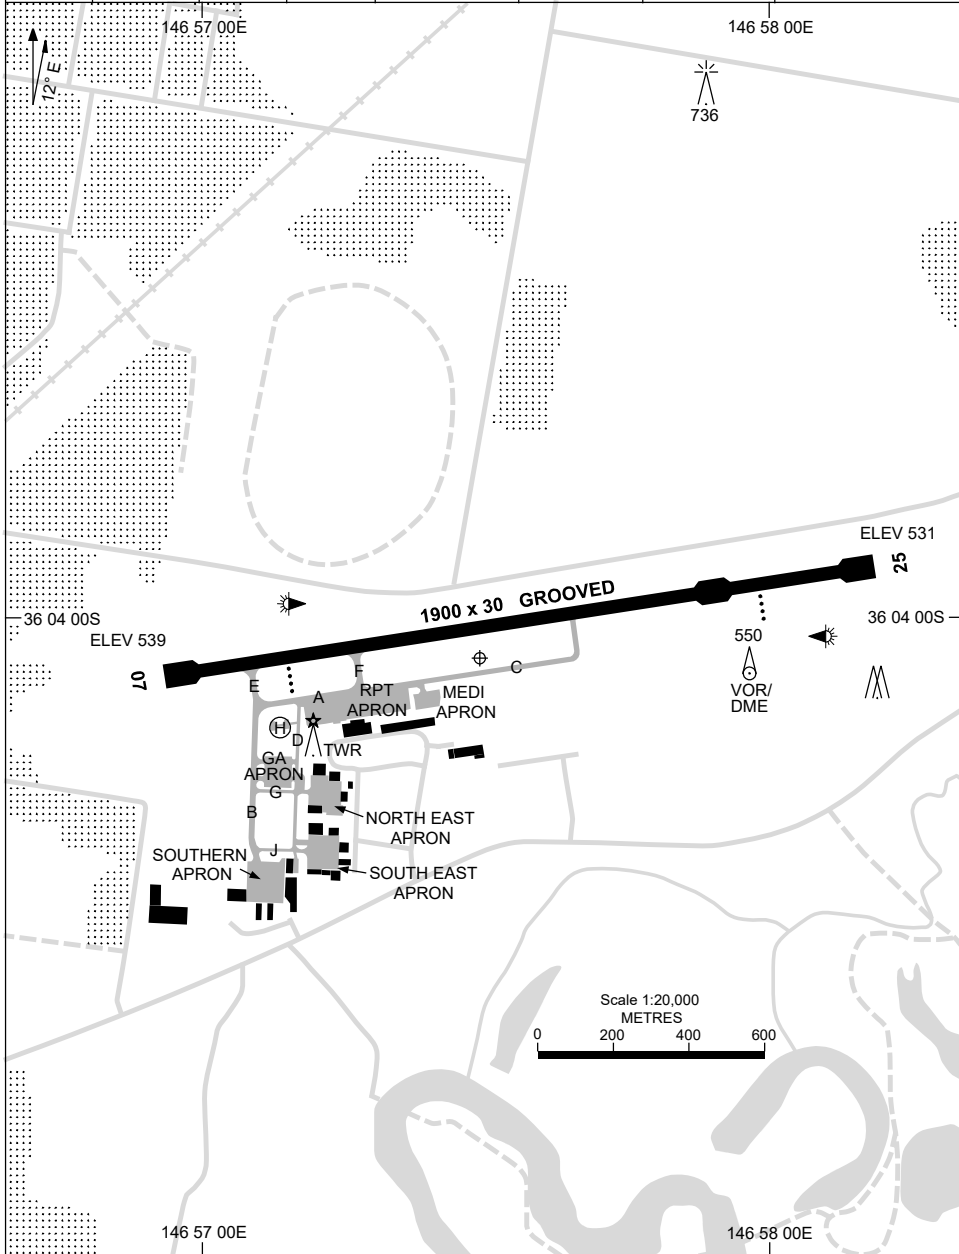 146 57 00E
146 58 00E
12° E
736
ELEV 531
25
1900 x 30 GROOVED
36 04 00S
36 04 00S
ELEV 539
550
07
VOR/
DME
E
F
C
A
RPT
APRON
MEDI
APRON
H
D
TWR
GA
APRON
G
B
NORTH EAST
APRON
J
SOUTHERN
APRON
SOUTH EAST
APRON
Scale 1:20,000
METRES
0 200 400 600
146 57 00E
146 58 00E